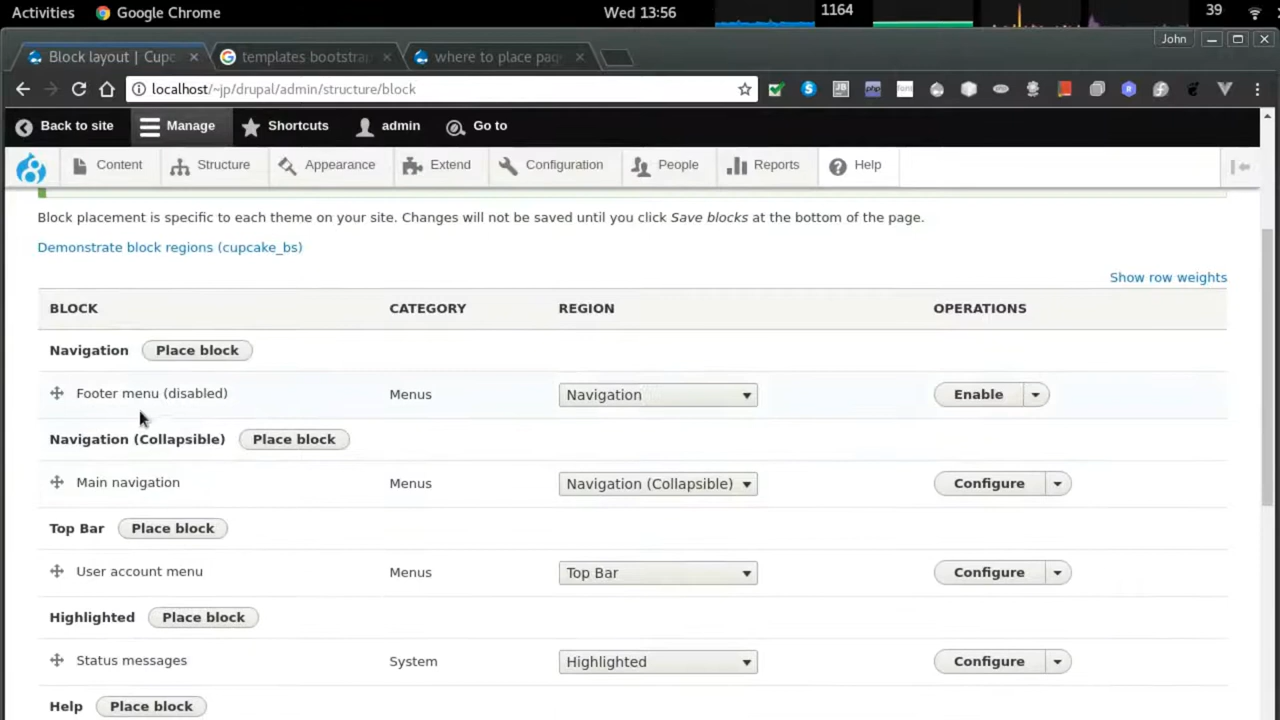 Activities Google Chrome Wed 13:56 1164 39
John
Block layout | Cupc templates bootstra where to place pag
localhost/~jp/drupal/admin/structure/block
Back to site Manage Shortcuts admin Go to
Content Structure Appearance Extend Configuration People Reports Help
Block placement is specific to each theme on your site. Changes will not be saved until you click Save blocks at the bottom of the page.
Demonstrate block regions (cupcake_bs)
Show row weights
BLOCK CATEGORY REGION OPERATIONS
Navigation Place block
Footer menu (disabled) Menus Navigation Enable
Navigation (Collapsible) Place block
Main navigation Menus Navigation (Collapsible) Configure
Top Bar Place block
User account menu Menus Top Bar Configure
Highlighted Place block
Status messages System Highlighted Configure
Help Place block